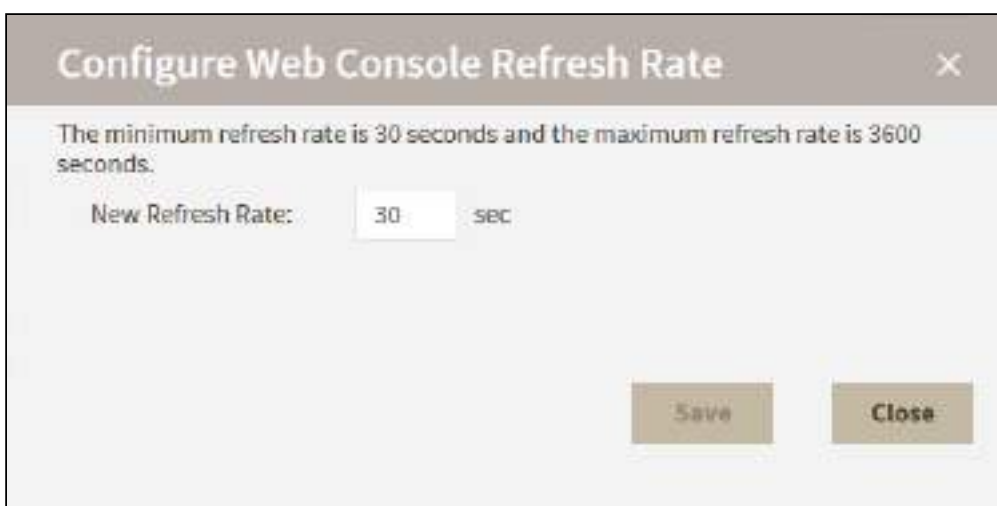 Configure Web Console Refresh Rate ×
The minimum refresh rate is 30 seconds and the maximum refresh rate is 3600
seconds.
New Refresh Rate: 30 sec
Save Close